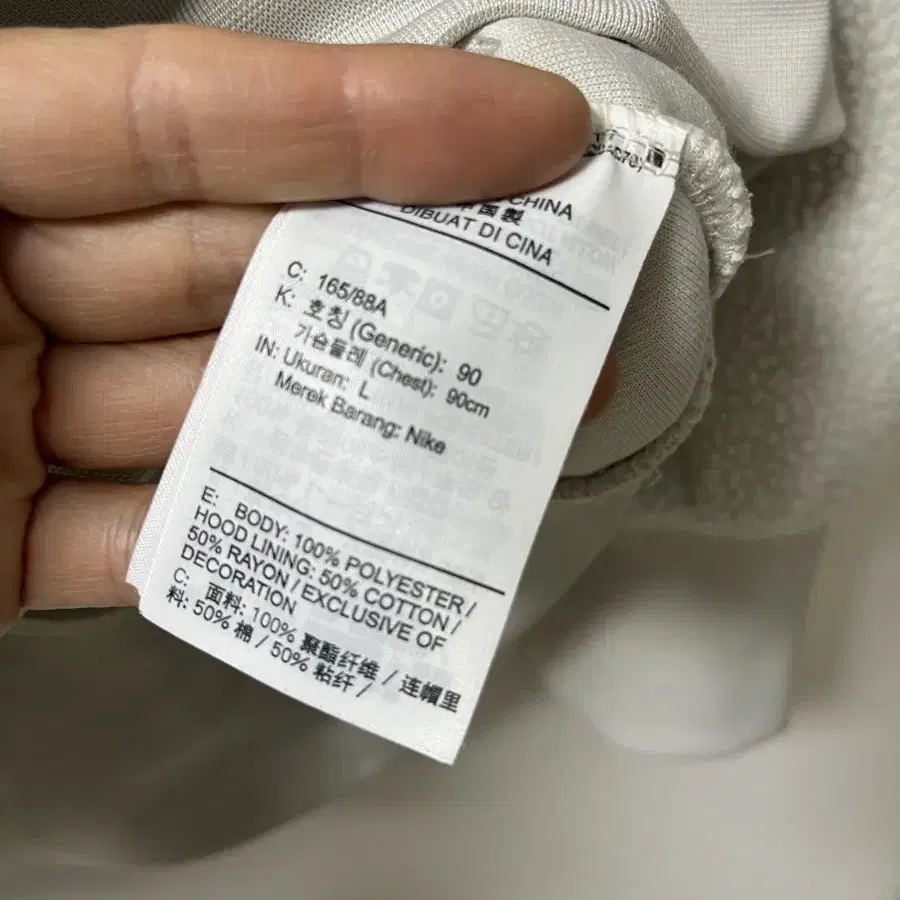 CHINA
中国製
DIBUAT DI CINA
C: 165/88A
K: 호칭 (Generic): 90
가슴둘레 (Chest): 90cm
IN: Ukuran: L
Merek Barang: Nike
E: BODY: 100% POLYESTER /
HOOD LINING: 50% COTTON /
50% RAYON / EXCLUSIVE OF
DECORATION
C: 面料: 100% 聚酯纤维 / 连帽里
料: 50% 棉 / 50% 粘纤 /